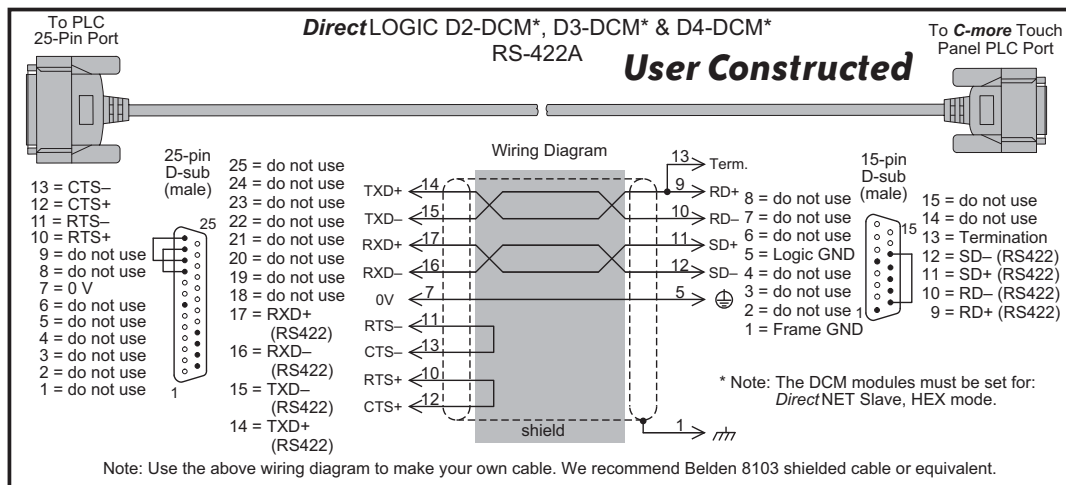 To PLC
25-Pin Port
DirectLOGIC D2-DCM*, D3-DCM* & D4-DCM*
RS-422A
User Constructed
To C-more Touch
Panel PLC Port
13 = CTS–
12 = CTS+
11 = RTS–
10 = RTS+
9 = do not use
8 = do not use
7 = 0 V
6 = do not use
5 = do not use
4 = do not use
3 = do not use
2 = do not use
1 = do not use
25-pin
D-sub
(male)
25
1
25 = do not use
24 = do not use
23 = do not use
22 = do not use
21 = do not use
20 = do not use
19 = do not use
18 = do not use
17 = RXD+
(RS422)
16 = RXD–
(RS422)
15 = TXD–
(RS422)
14 = TXD+
(RS422)
Wiring Diagram
13 Term.
TXD+ 14 9 RD+
TXD– 15 10 RD–
RXD+ 17 11 SD+
RXD– 16 12 SD–
0V 7 5
RTS– 11
CTS– 13
RTS+ 10
CTS+ 12
shield
1
8 = do not use
7 = do not use
6 = do not use
5 = Logic GND
4 = do not use
3 = do not use
2 = do not use
1 = Frame GND
15-pin
D-sub
(male)
15
1
15 = do not use
14 = do not use
13 = Termination
12 = SD– (RS422)
11 = SD+ (RS422)
10 = RD– (RS422)
9 = RD+ (RS422)
* Note: The DCM modules must be set for:
DirectNET Slave, HEX mode.
Note: Use the above wiring diagram to make your own cable. We recommend Belden 8103 shielded cable or equivalent.